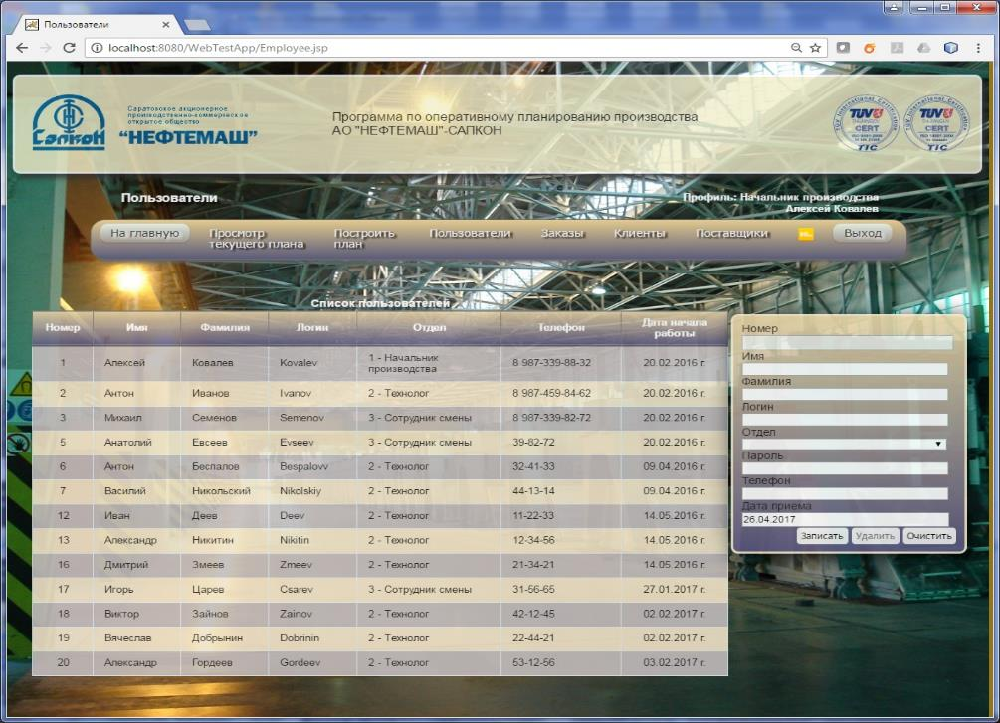 Пользователи
localhost:8080/WebTestApp/Employee.jsp
Саратовское акционерное
производственно-коммерческое
открытое общество
"НЕФТЕМАШ"
Сапкон
Программа по оперативному планированию производства
АО "НЕФТЕМАШ"-САПКОН
TUV
CERT
TIC
TUV
CERT
TIC
Пользователи
Профиль: Начальник производства
Алексей Ковалев
На главную
Просмотр
текущего плана
Построить
план
Пользователи
Заказы
Клиенты
Поставщики
Выход
Список пользователей
Номер Имя Фамилия Логин Отдел Телефон Дата начала работы
1 Алексей Ковалев Kovalev 1 - Начальник производства 8 987-339-88-32 20.02.2016 г.
2 Антон Иванов Ivanov 2 - Технолог 8 987-459-84-62 20.02.2016 г.
3 Михаил Семенов Semenov 3 - Сотрудник смены 8 987-339-82-72 20.02.2016 г.
5 Анатолий Евсеев Evseev 3 - Сотрудник смены 39-82-72 20.02.2016 г.
6 Антон Беспалов Bespalovv 2 - Технолог 32-41-33 09.04.2016 г.
7 Василий Никольский Nikolskiy 2 - Технолог 44-13-14 09.04.2016 г.
12 Иван Деев Deev 2 - Технолог 11-22-33 14.05.2016 г.
13 Александр Никитин Nikitin 2 - Технолог 12-34-56 14.05.2016 г.
16 Дмитрий Змеев Zmeev 2 - Технолог 21-34-21 14.05.2016 г.
17 Игорь Царев Csarev 3 - Сотрудник смены 31-56-65 27.01.2017 г.
18 Виктор Зайнов Zainov 2 - Технолог 42-12-45 02.02.2017 г.
19 Вячеслав Добрынин Dobrinin 2 - Технолог 22-44-21 02.02.2017 г.
20 Александр Гордеев Gordeev 2 - Технолог 53-12-56 03.02.2017 г.
Номер
Имя
Фамилия
Логин
Отдел
Пароль
Телефон
Дата приема
26.04.2017
Записать Удалить Очистить